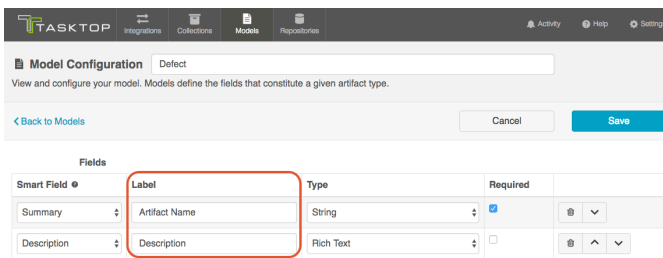 TASKTOP
Integrations Collections Models Repositories
Activity Help Setting
Model Configuration Defect
View and configure your model. Models define the fields that constitute a given artifact type.
Back to Models Cancel Save
Fields
Smart Field Label Type Required
Summary Artifact Name String
Description Description Rich Text